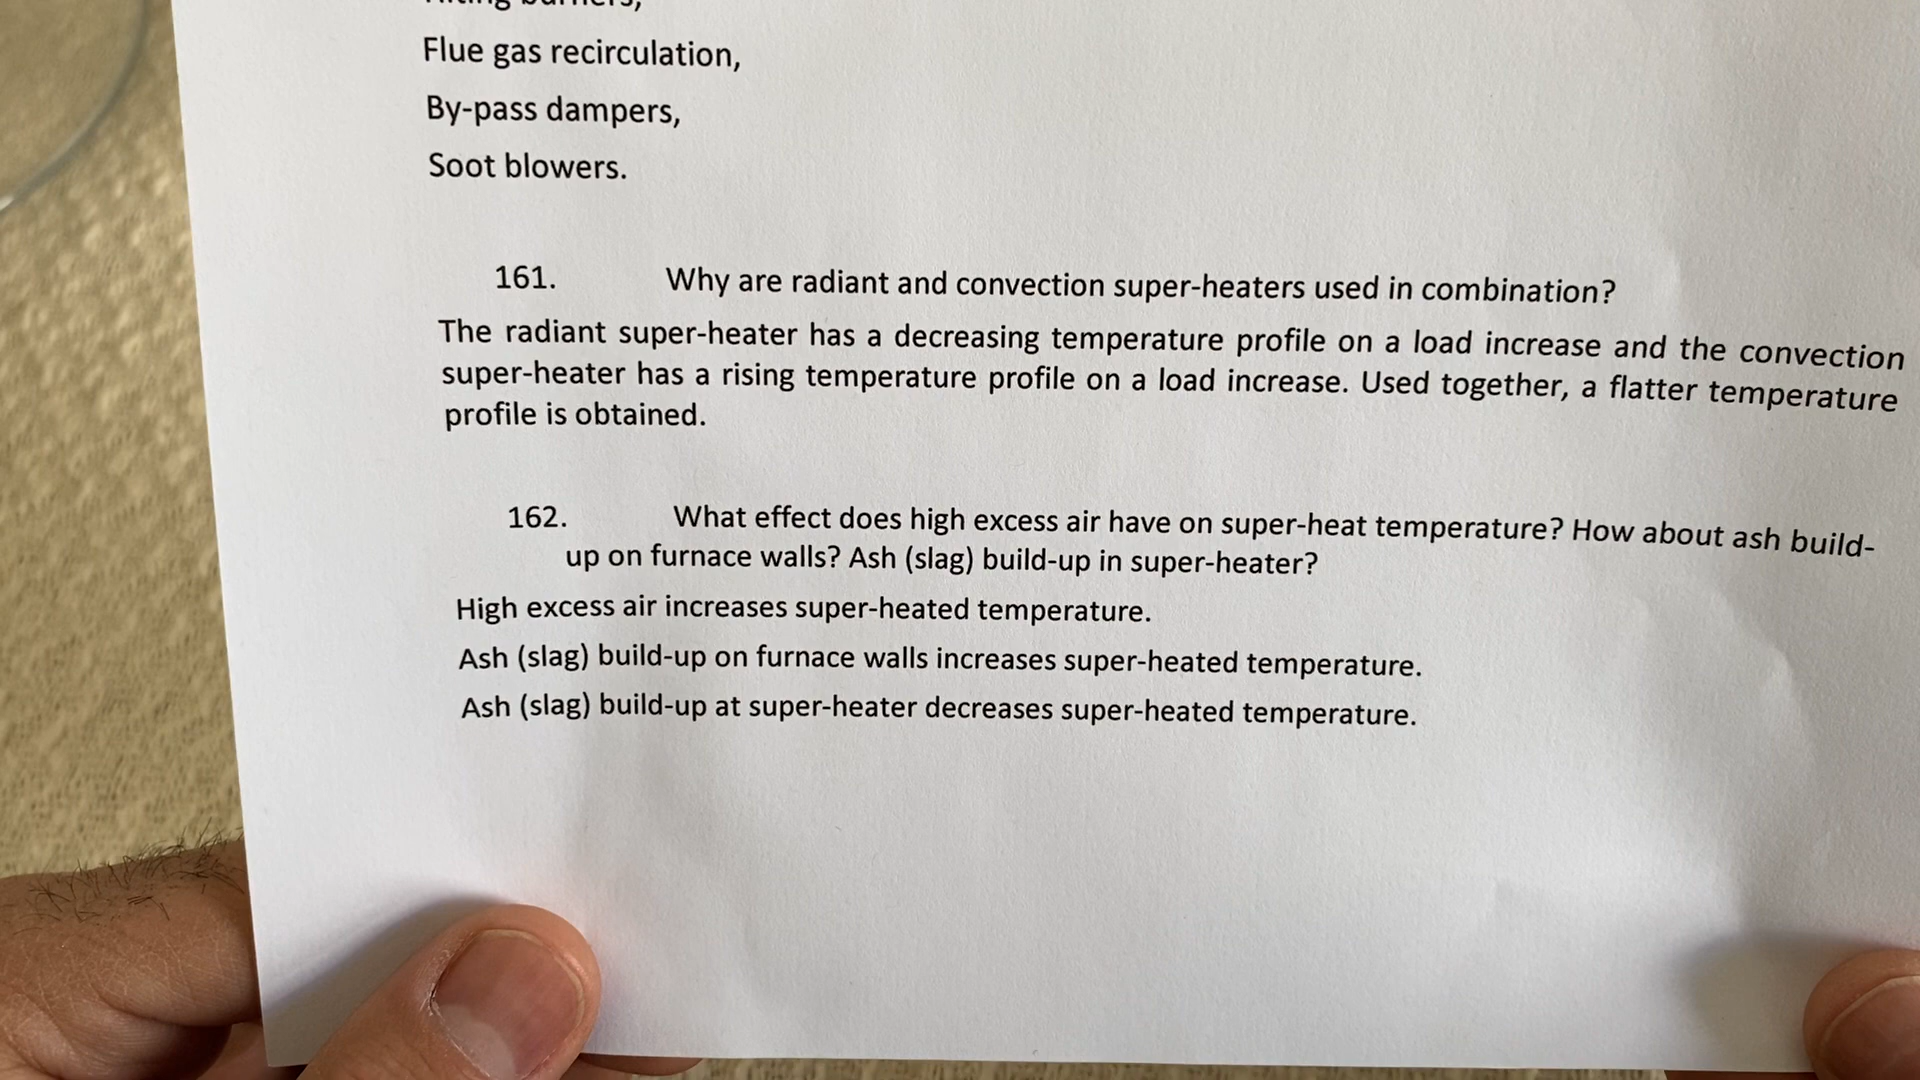 burners,
Flue gas recirculation,
By-pass dampers,
Soot blowers.
161. Why are radiant and convection super-heaters used in combination?
The radiant super-heater has a decreasing temperature profile on a load increase and the convection
super-heater has a rising temperature profile on a load increase. Used together, a flatter temperature
profile is obtained.
162. What effect does high excess air have on super-heat temperature? How about ash build-
up on furnace walls? Ash (slag) build-up in super-heater?
High excess air increases super-heated temperature.
Ash (slag) build-up on furnace walls increases super-heated temperature.
Ash (slag) build-up at super-heater decreases super-heated temperature.